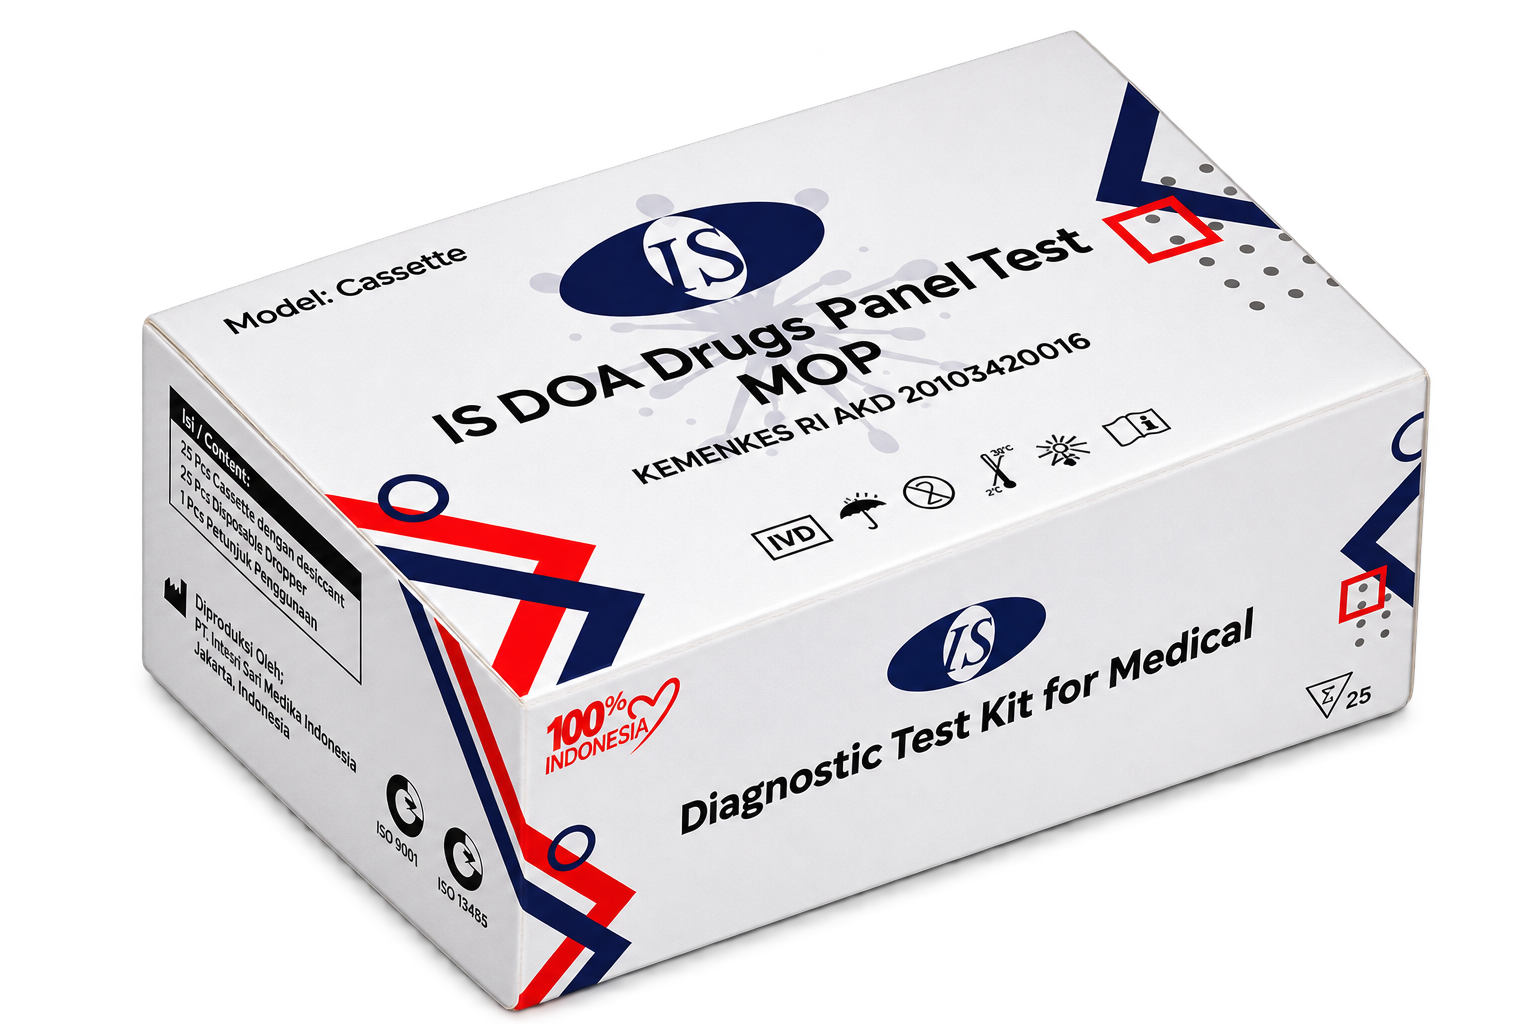 Model: Cassette
IS
IS DOA Drugs Panel Test
MOP
KEMENKES RI AKD 20103420016
IVD
2
2°C
30°C
i
Isi / Content:
25 Pcs Cassette dengan desiccant
25 Pcs Disposable Dropper
1 Pcs Petunjuk Penggunaan
Diproduksi Oleh;
PT. Intesri Sari Medika Indonesia
Jakarta, Indonesia
Indonesia
ISO 9001
ISO 13485
100%
INDONESIA
IS
Diagnostic Test Kit for Medical
Σ 25